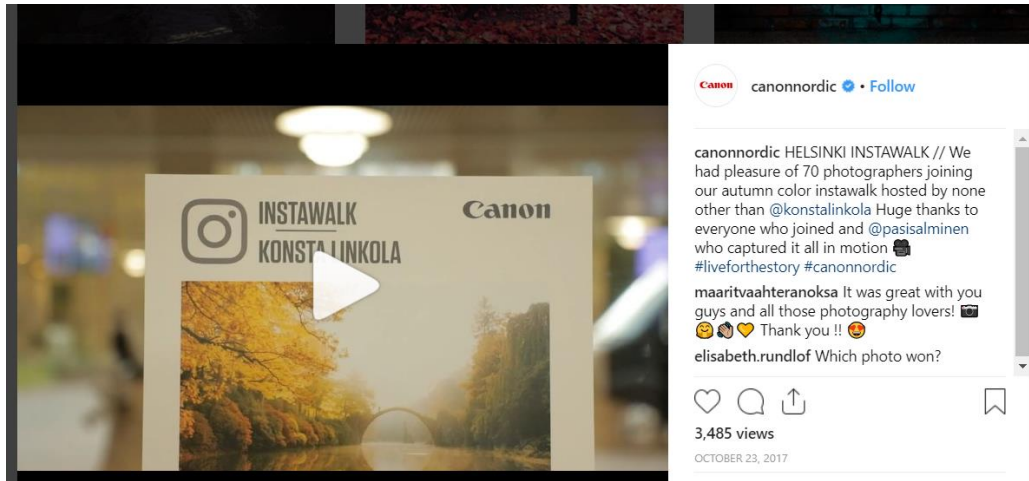 INSTAWALK
KONSTA LINKOLA
Canon
Canon
canonnordic • Follow
canonnordic HELSINKI INSTAWALK // We
had pleasure of 70 photographers joining
our autumn color instawalk hosted by none
other than @konstalinkola Huge thanks to
everyone who joined and @pasisalminen
who captured it all in motion 🎥
#liveforthestory #canonnordic
maaritvaahteranoksa It was great with you
guys and all those photography lovers! 📷
🤗👏🧡 Thank you !! 😍
elisabeth.rundlof Which photo won?
3,485 views
OCTOBER 23, 2017